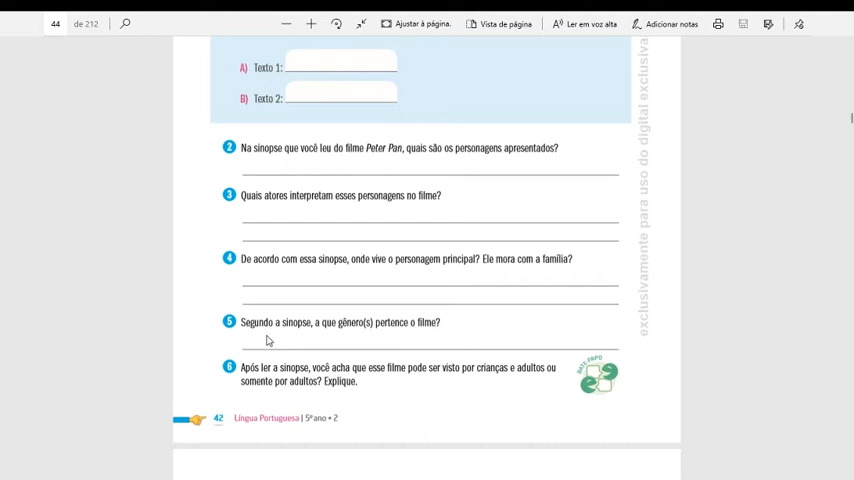 44 de 212 Ajustar à página. Vista de página A)) Ler em voz alta Adicionar notas
A) Texto 1:
B) Texto 2:
2 Na sinopse que você leu do filme Peter Pan, quais são os personagens apresentados?
3 Quais atores interpretam esses personagens no filme?
4 De acordo com essa sinopse, onde vive o personagem principal? Ele mora com a família?
5 Segundo a sinopse, a que gênero(s) pertence o filme?
6 Após ler a sinopse, você acha que esse filme pode ser visto por crianças e adultos ou
somente por adultos? Explique.
BATE-PAPO
42 Língua Portuguesa | 5º ano • 2
exclusivamente para uso do digital exclusiva